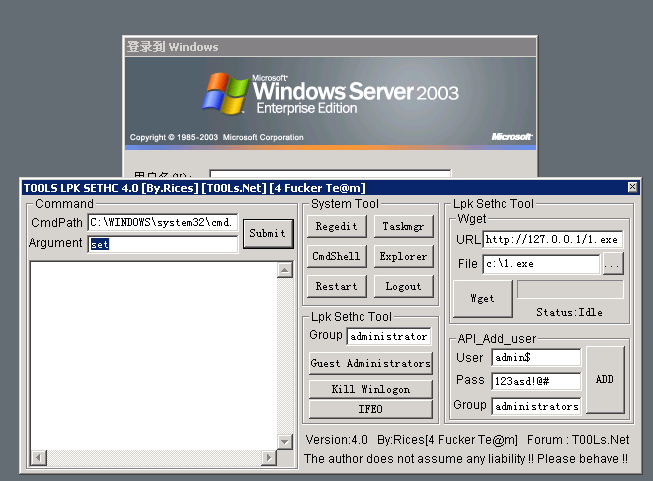 登录到 Windows
Microsoft
Windows Server 2003
Enterprise Edition
Copyright © 1985-2003 Microsoft Corporation
Microsoft
T00LS LPK SETHC 4.0 [By.Rices] [T00Ls.Net] [4 Fucker Te@m]
Command
CmdPath C:\WINDOWS\system32\cmd.
Argument set
Submit
System Tool
Regedit Taskmgr
CmdShell Explorer
Restart Logout
Lpk Sethc Tool
Group administrator
Guest Administrators
Kill Winlogon
IFEO
Lpk Sethc Tool
Wget
URL http://127.0.0.1/1.exe
File c:\1.exe ...
Wget
Status:Idle
API_Add_user
User admin$
Pass 123asd!@#
Group administrators
ADD
Version:4.0 By:Rices[4 Fucker Te@m] Forum : T00Ls.Net
The author does not assume any liability !! Please behave !!